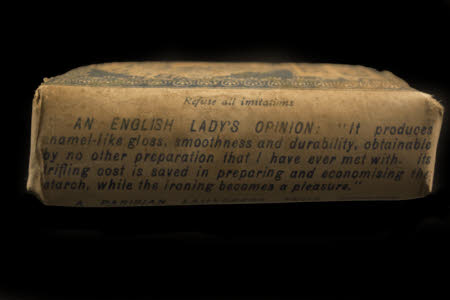 Refuse all imitations
AN ENGLISH LADY'S OPINION: "It produces
enamel-like gloss, smoothness and durability, obtainable
by no other preparation that I have ever met with. Its
trifling cost is saved in preparing and economising the
starch, while the ironing becomes a pleasure."
A PARISIAN